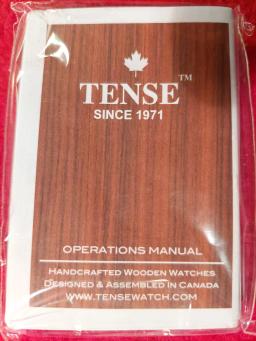 TENSE™
SINCE 1971
OPERATIONS MANUAL
HANDCRAFTED WOODEN WATCHES
DESIGNED & ASSEMBLED IN CANADA
WWW.TENSEWATCH.COM